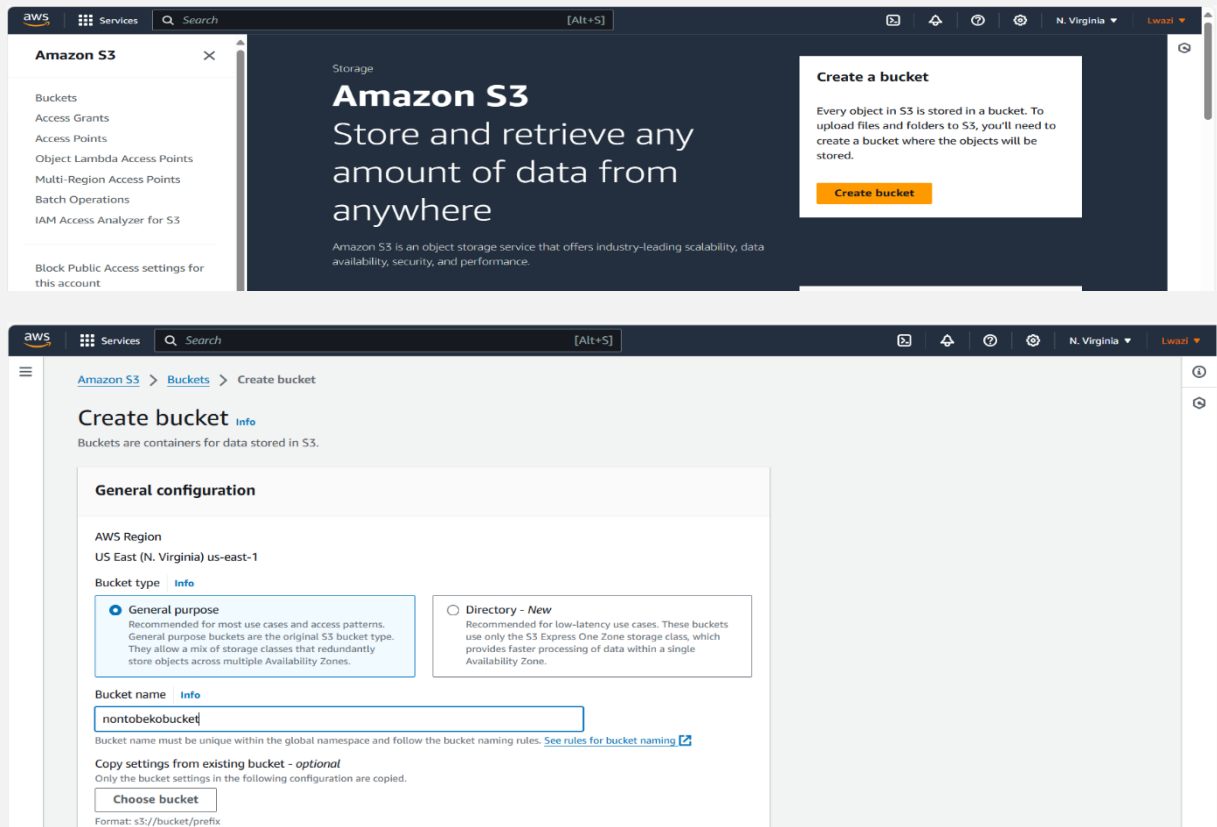 aws
Services
Search
[Alt+S]
N. Virginia
Lwazi
Amazon S3
Buckets
Access Grants
Access Points
Object Lambda Access Points
Multi-Region Access Points
Batch Operations
IAM Access Analyzer for S3
Block Public Access settings for
this account
Storage
Amazon S3
Store and retrieve any
amount of data from
anywhere
Amazon S3 is an object storage service that offers industry-leading scalability, data
availability, security, and performance.
Create a bucket
Every object in S3 is stored in a bucket. To
upload files and folders to S3, you'll need to
create a bucket where the objects will be
stored.
Create bucket
aws
Services
Search
[Alt+S]
N. Virginia
Lwazi
Amazon S3 > Buckets > Create bucket
Create bucket Info
Buckets are containers for data stored in S3.
General configuration
AWS Region
US East (N. Virginia) us-east-1
Bucket type Info
General purpose
Recommended for most use cases and access patterns.
General purpose buckets are the original S3 bucket type.
They allow a mix of storage classes that redundantly
store objects across multiple Availability Zones.
Directory - New
Recommended for low-latency use cases. These buckets
use only the S3 Express One Zone storage class, which
provides faster processing of data within a single
Availability Zone.
Bucket name Info
nontobekobucket
Bucket name must be unique within the global namespace and follow the bucket naming rules. See rules for bucket naming
Copy settings from existing bucket - optional
Only the bucket settings in the following configuration are copied.
Choose bucket
Format: s3://bucket/prefix